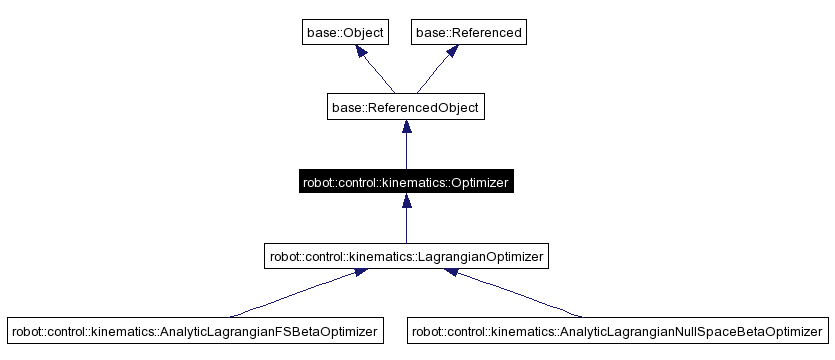 base::Object
base::Referenced
base::ReferencedObject
robot::control::kinematics::Optimizer
robot::control::kinematics::LagrangianOptimizer
robot::control::kinematics::AnalyticLagrangianFSBetaOptimizer
robot::control::kinematics::AnalyticLagrangianNullSpaceBetaOptimizer